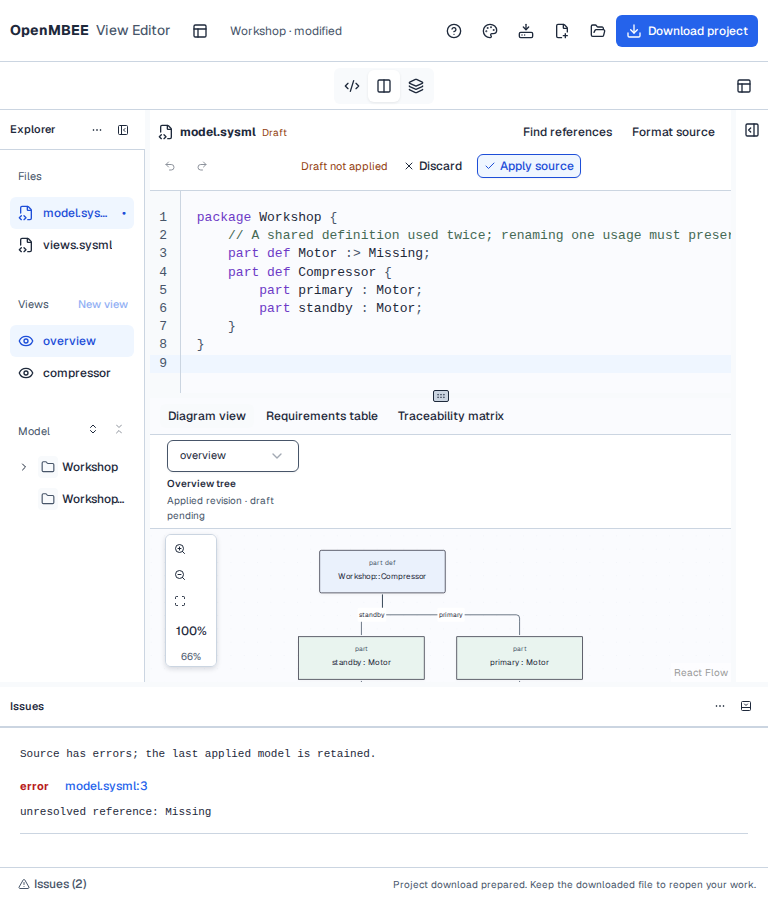 OpenMBEE View Editor
Workshop · modified
Download project
Explorer
model.sysml Draft
Find references
Format source
Files
Draft not applied
Discard
Apply source
model.sys...
views.sysml
1 package Workshop {
2 // A shared definition used twice; renaming one usage must preser
3 part def Motor :> Missing;
4 part def Compressor {
5 part primary : Motor;
6 part standby : Motor;
7 }
8 }
9
Views
New view
overview
compressor
Model
Workshop
Workshop...
Diagram view
Requirements table
Traceability matrix
overview
Overview tree
Applied revision · draft
pending
100%
66%
part def
Workshop::Compressor
standby
primary
part
standby : Motor
part
primary : Motor
React Flow
Issues
Source has errors; the last applied model is retained.
error model.sysml:3
unresolved reference: Missing
Issues (2)
Project download prepared. Keep the downloaded file to reopen your work.